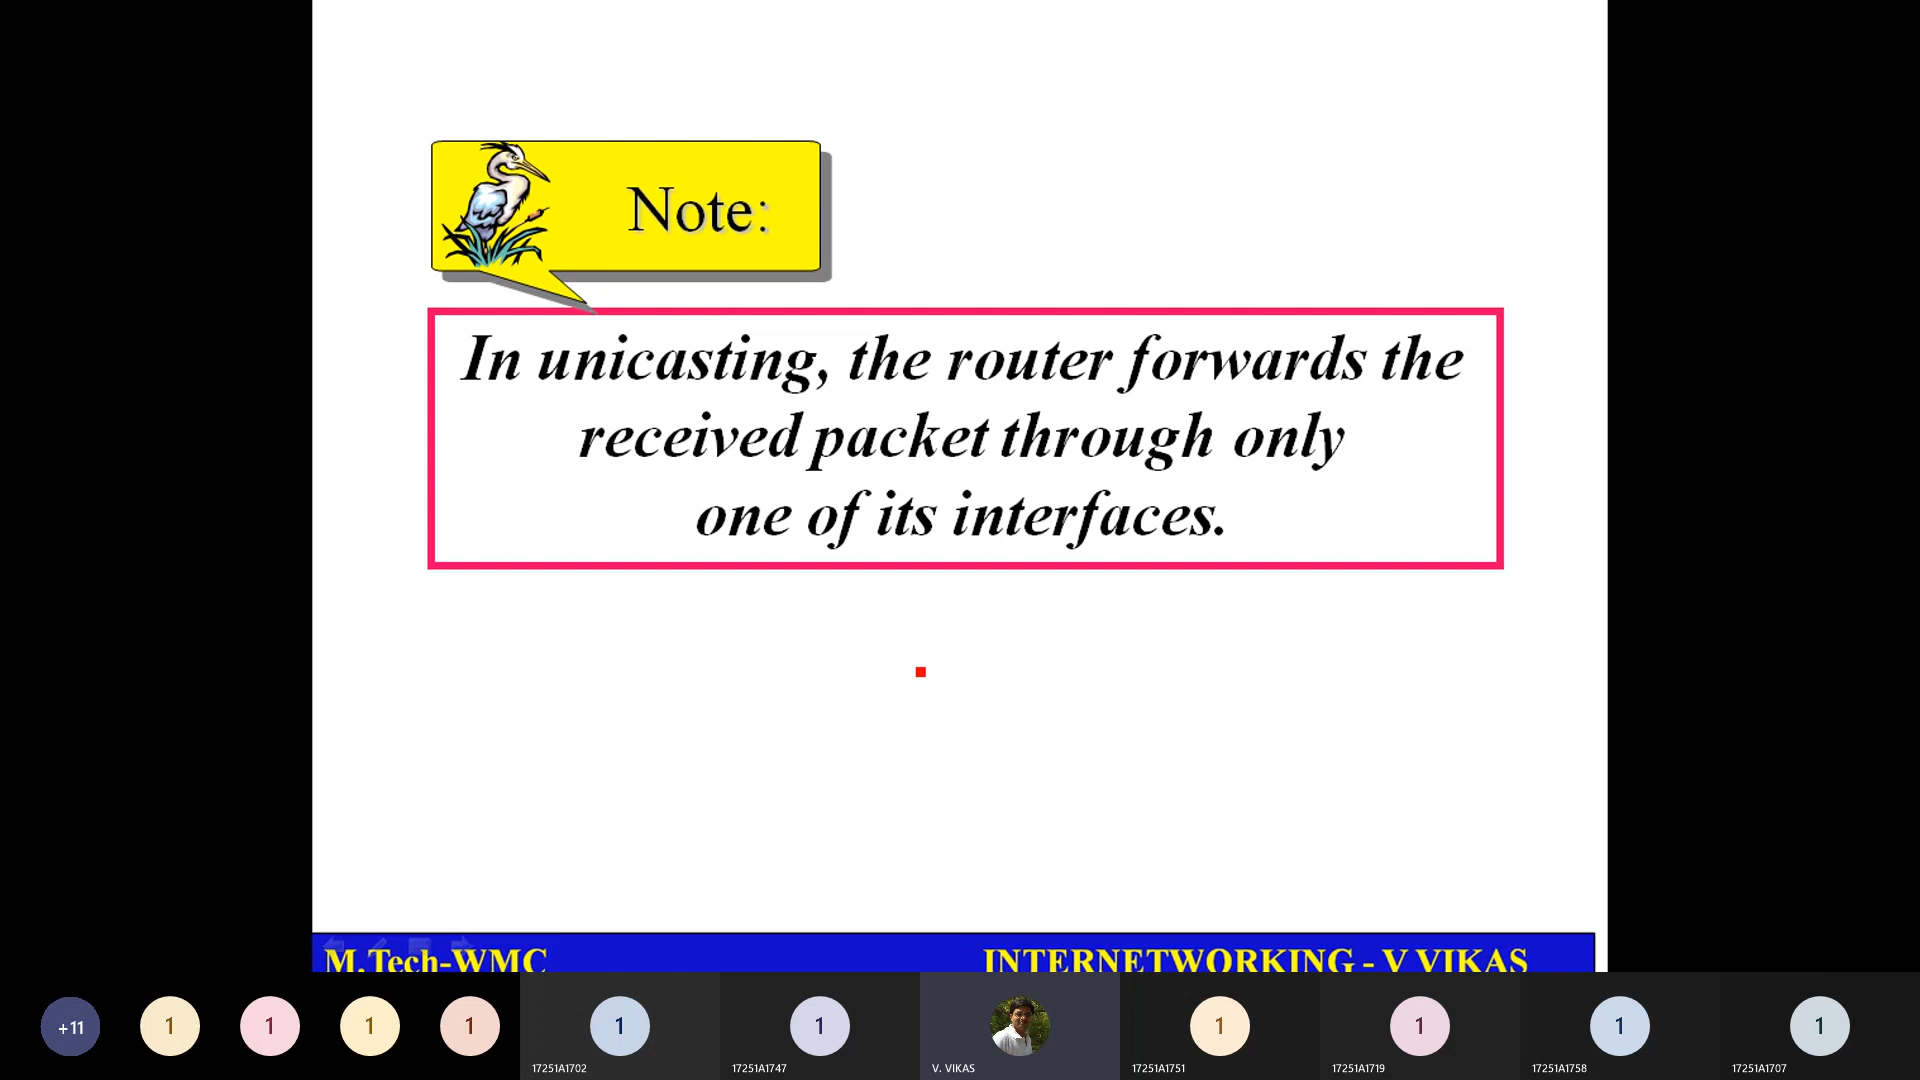 Note:
In unicasting, the router forwards the
received packet through only
one of its interfaces.
M.Tech-WMC
INTERNETWORKING - V VIKAS
+11
1
1
1
1
1
1
1
1
1
1
17251A1702
17251A1747
V. VIKAS
17251A1751
17251A1719
17251A1758
17251A1707